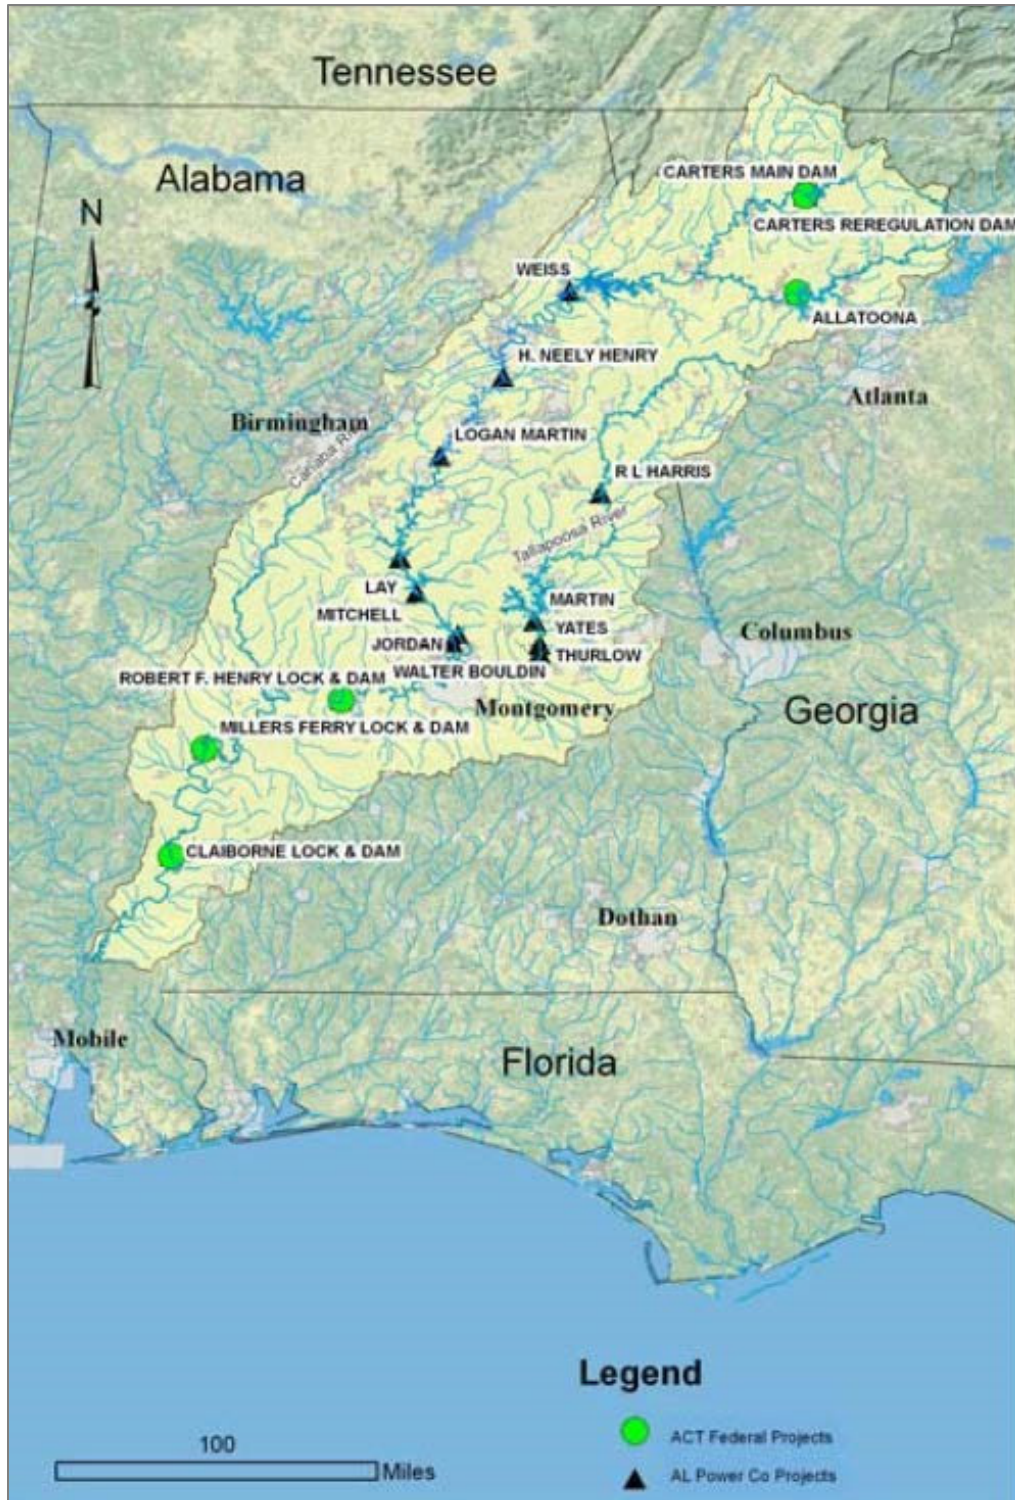 Tennessee
Alabama
N
CARTERS MAIN DAM
CARTERS REREGULATION DAM
WEISS
ALLATOONA
H. NEELY HENRY
Atlanta
Birmingham
LOGAN MARTIN
Cahaba River
R L HARRIS
Tallapoosa River
LAY
MARTIN
MITCHELL
YATES
Columbus
JORDAN
THURLOW
WALTER BOULDIN
ROBERT F. HENRY LOCK & DAM
Montgomery
Georgia
MILLERS FERRY LOCK & DAM
CLAIBORNE LOCK & DAM
Dothan
Mobile
Florida
Legend
ACT Federal Projects
AL Power Co Projects
100
Miles